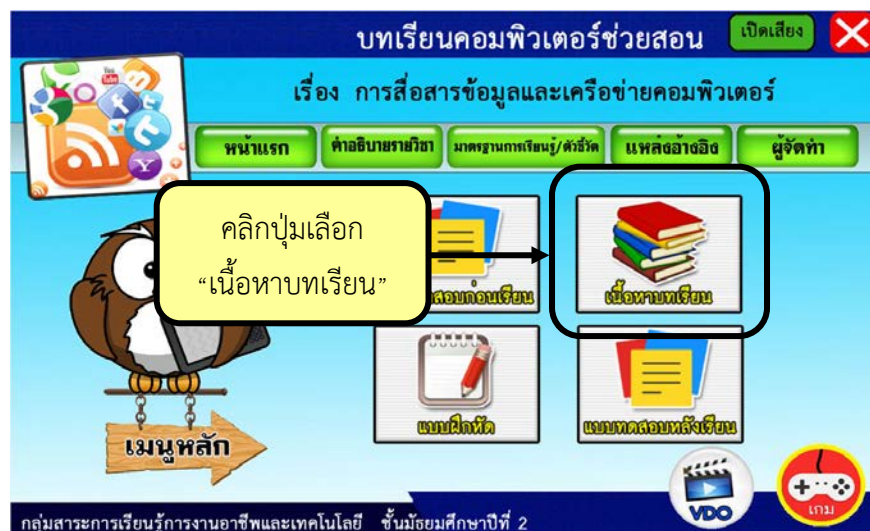 บทเรียนคอมพิวเตอร์ช่วยสอน
เปิดเสียง
เรื่อง การสื่อสารข้อมูลและเครือข่ายคอมพิวเตอร์
You
Tube
หน้าแรก
คำอธิบายรายวิชา
มาตรฐานการเรียนรู้/ตัวชี้วัด
แหล่งอ้างอิง
ผู้จัดทำ
คลิกปุ่มเลือก
“เนื้อหาบทเรียน”
สอบก่อนเรียน
เนื้อหาบทเรียน
แบบฝึกหัด
แบบทดสอบหลังเรียน
เมนูหลัก
VDO
เกม
กลุ่มสาระการเรียนรู้การงานอาชีพและเทคโนโลยี ชั้นมัธยมศึกษาปีที่ 2